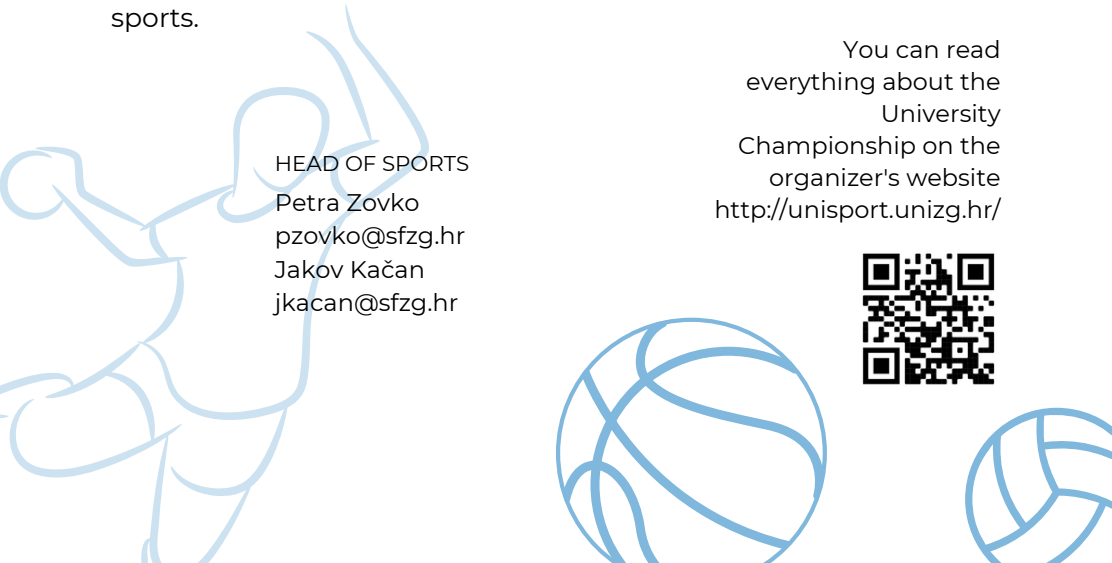 sports.
HEAD OF SPORTS
Petra Zovko
pzovko@sfzg.hr
Jakov Kačan
jkacan@sfzg.hr
You can read
everything about the
University
Championship on the
organizer's website
http://unisport.unizg.hr/